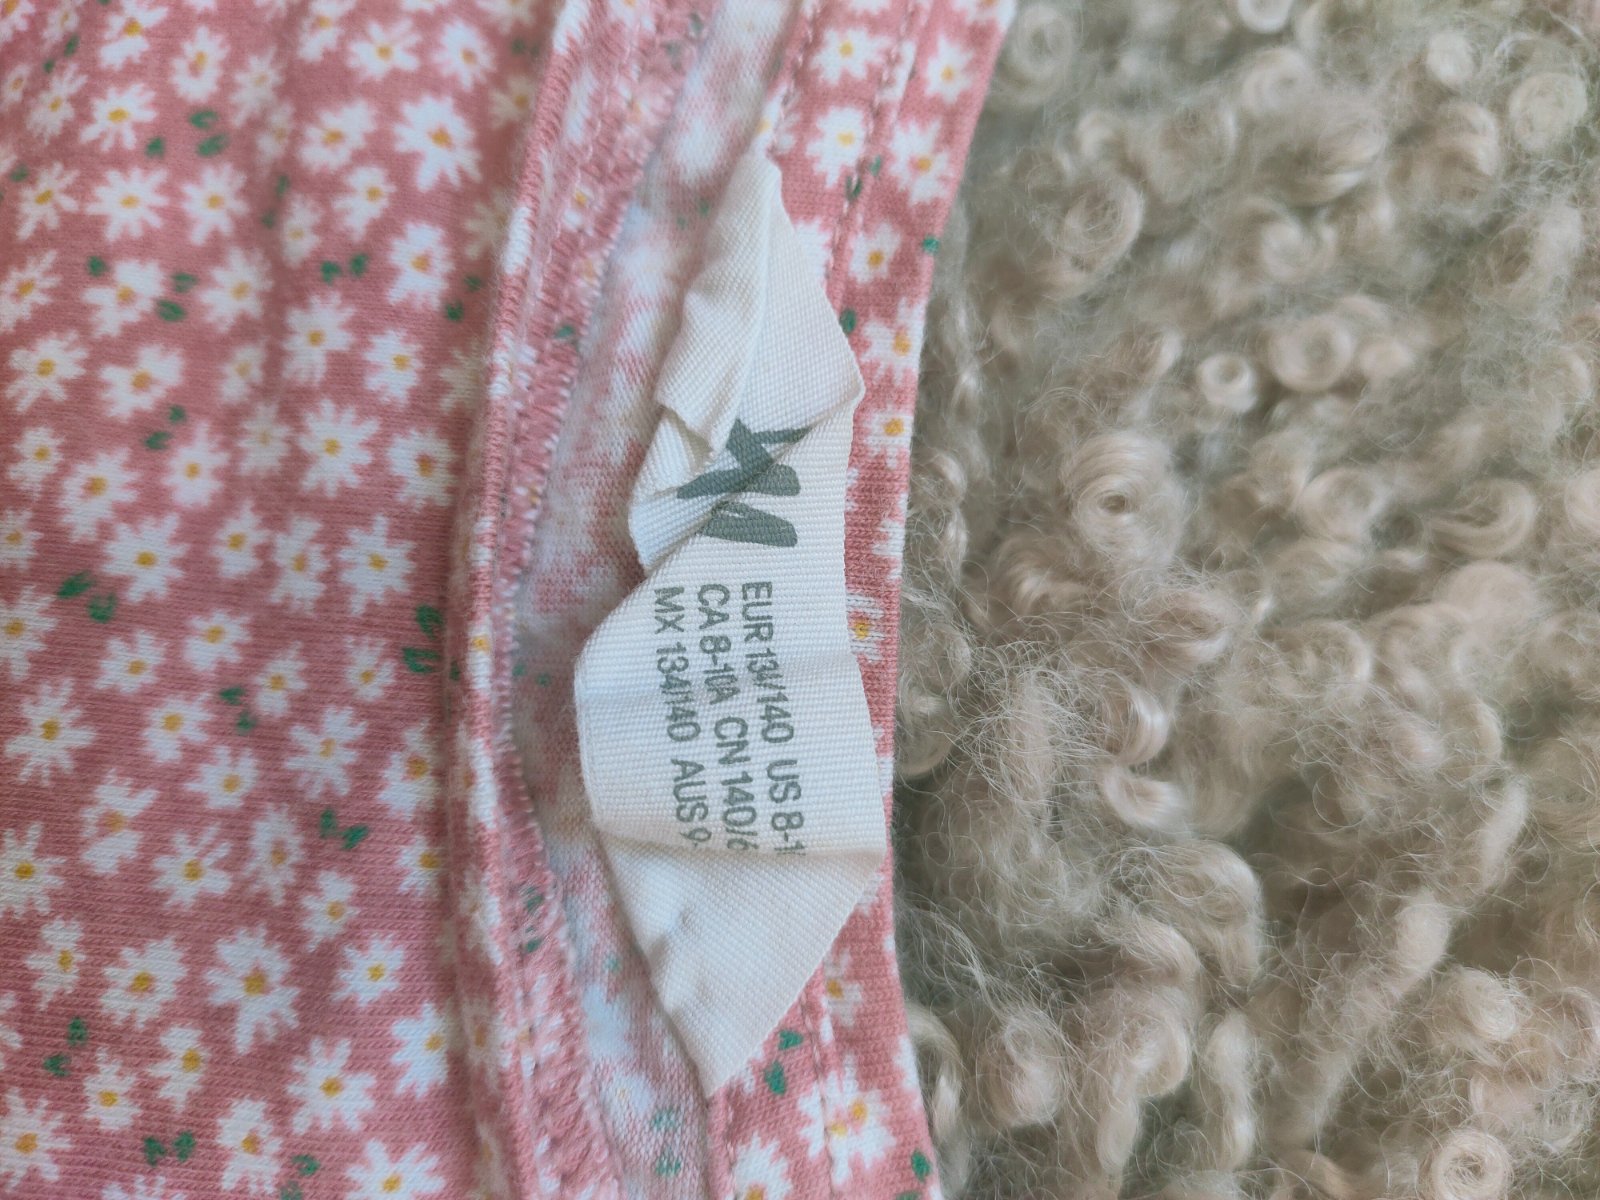 EUR 134/140 US 8-1
CA 8-10A CN 140/6
MX 134/140 AUS 9-